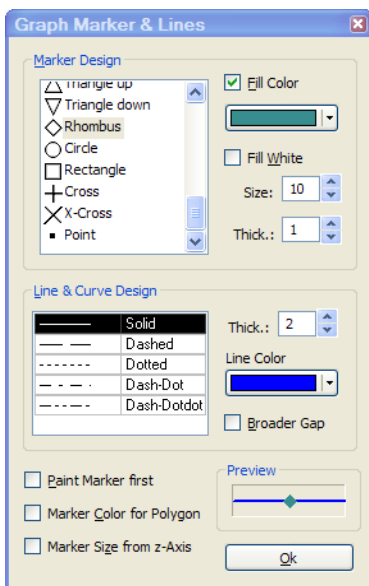 Graph Marker & Lines
Marker Design
Triangle up
Triangle down
Rhombus
Circle
Rectangle
Cross
X-Cross
Point
Fill Color
Fill White
Size: 10
Thick.: 1
Line & Curve Design
Solid
Dashed
Dotted
Dash-Dot
Dash-Dotdot
Thick.: 2
Line Color
Broader Gap
Paint Marker first
Marker Color for Polygon
Marker Size from z-Axis
Preview
Ok